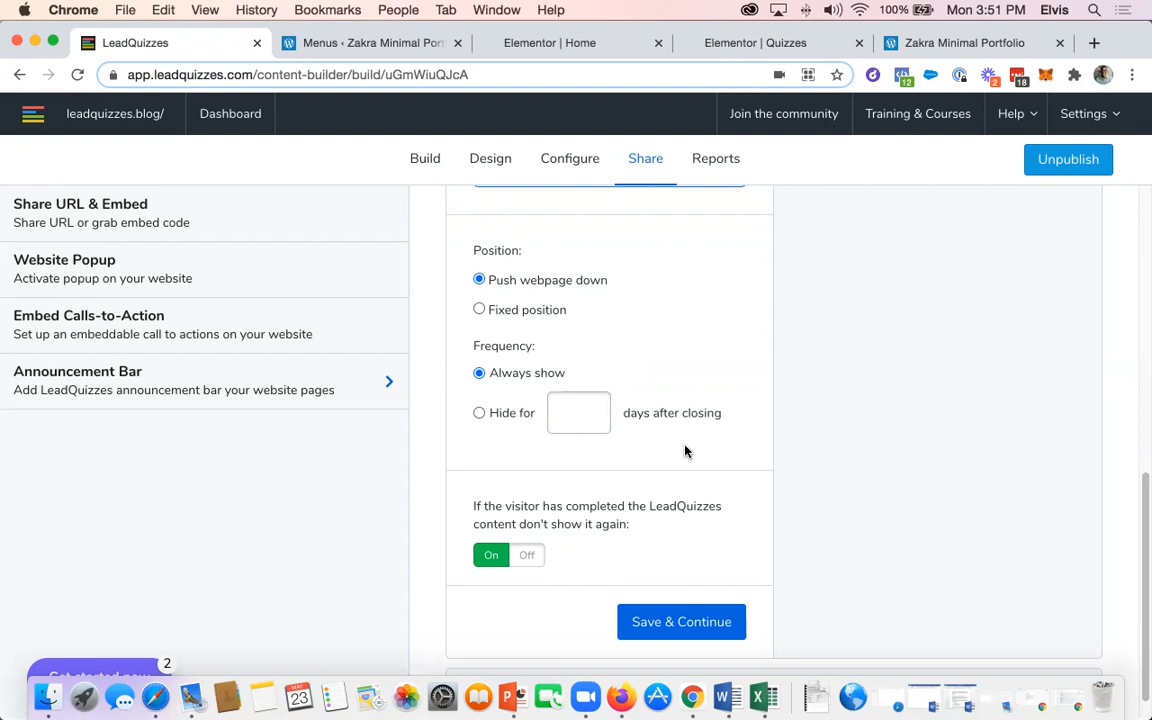 Chrome File Edit View History Bookmarks People Tab Window Help 100% Mon 3:51 PM Elvis
LeadQuizzes Menus ‹ Zakra Minimal Port Elementor | Home Elementor | Quizzes Zakra Minimal Portfolio
app.leadquizzes.com/content-builder/build/uGmWiuQJcA 12 2 18
leadquizzes.blog/ Dashboard Join the community Training & Courses Help Settings
Build Design Configure Share Reports Unpublish
Share URL & Embed
Share URL or grab embed code
Website Popup
Activate popup on your website
Embed Calls-to-Action
Set up an embeddable call to actions on your website
Announcement Bar
Add LeadQuizzes announcement bar your website pages
Position:
Push webpage down
Fixed position
Frequency:
Always show
Hide for days after closing
If the visitor has completed the LeadQuizzes
content don't show it again:
On Off
Save & Continue
2
MAR
23